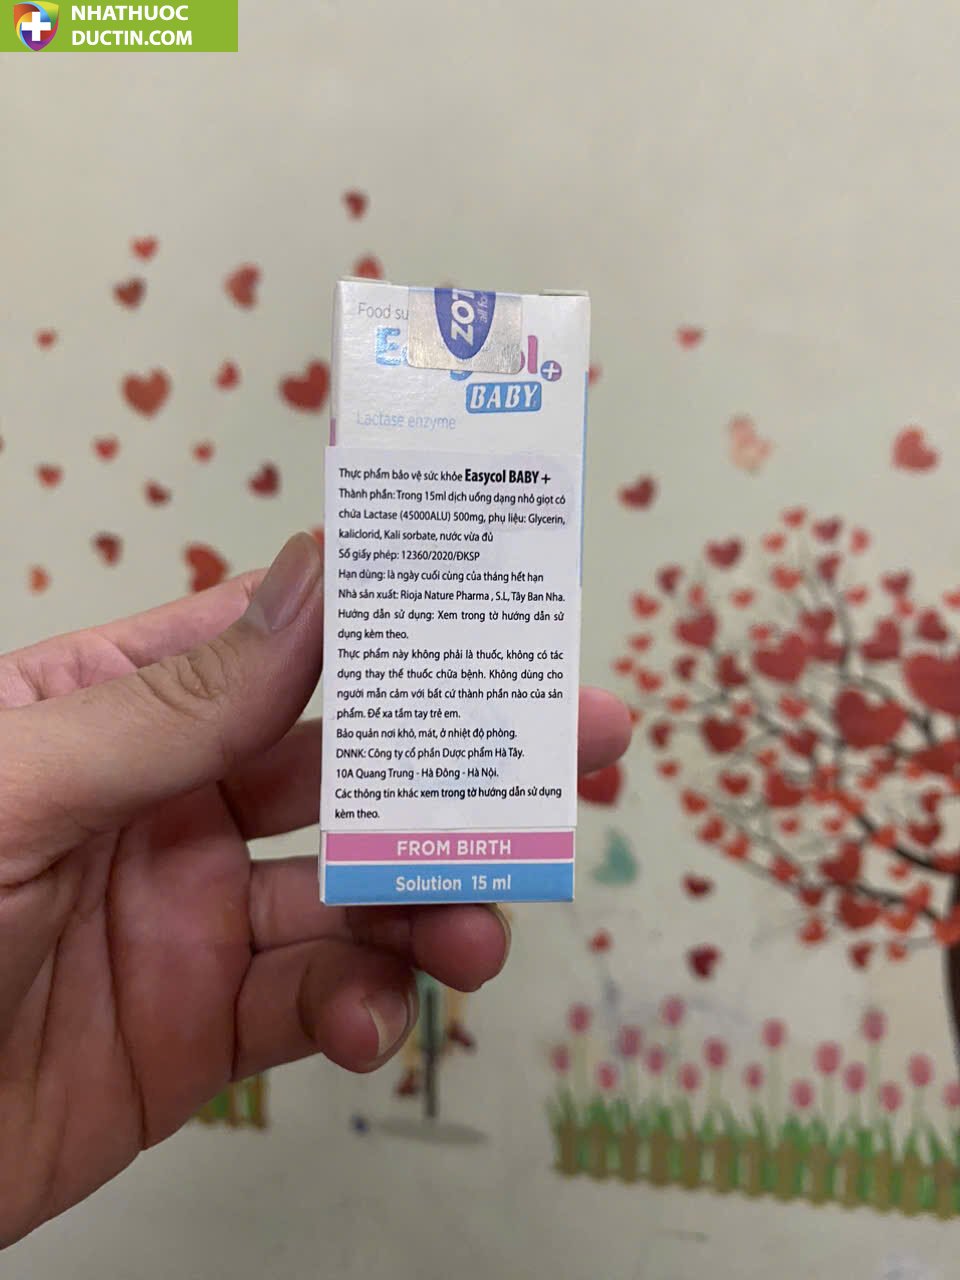 NHATHUOC
DUCTIN.COM
Food su
BABY
Lactase enzyme
Thực phẩm bảo vệ sức khỏe Easycol BABY +
Thành phần: Trong 15ml dịch uống dạng nhỏ giọt có
chứa Lactase (45000ALU) 500mg, phụ liệu: Glycerin,
kaliclorid, Kali sorbate, nước vừa đủ
Số giấy phép: 12360/2020/ĐKSP
Hạn dùng: là ngày cuối cùng của tháng hết hạn
Nhà sản xuất: Rioja Nature Pharma , S.L, Tây Ban Nha.
Hướng dẫn sử dụng: Xem trong tờ hướng dẫn sử
dụng kèm theo.
Thực phẩm này không phải là thuốc, không có tác
dụng thay thế thuốc chữa bệnh. Không dùng cho
người mẫn cảm với bất cứ thành phần nào của sản
phẩm. Để xa tầm tay trẻ em.
Bảo quản nơi khô, mát, ở nhiệt độ phòng.
DNNK: Công ty cổ phần Dược phẩm Hà Tây.
10A Quang Trung - Hà Đông - Hà Nội.
Các thông tin khác xem trong tờ hướng dẫn sử dụng
kèm theo.
FROM BIRTH
Solution 15 ml